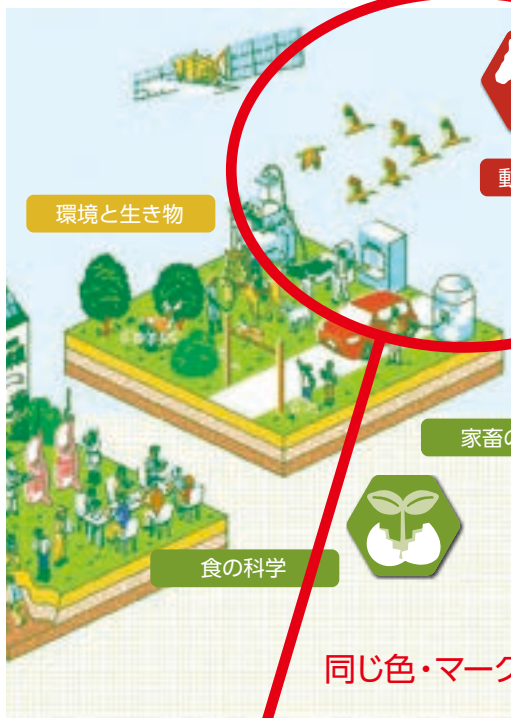 動
環境と生き物
家畜の
食の科学
同じ色・マーク